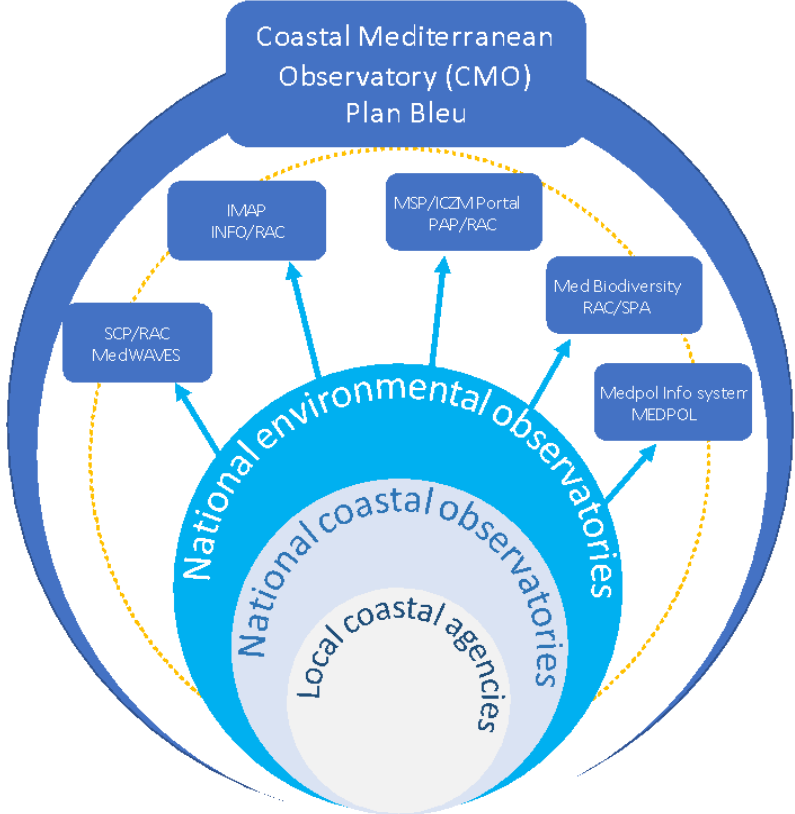 Coastal Mediterranean
Observatory (CMO)
Plan Bleu
IMAP
INFO/RAC
MSP/ICZM Portal
PAP/RAC
Med Biodiversity
RAC/SPA
SCP/RAC
MedWAVES
Medpol Info system
MEDPOL
National environmental observatories
National coastal observatories
Local coastal agencies